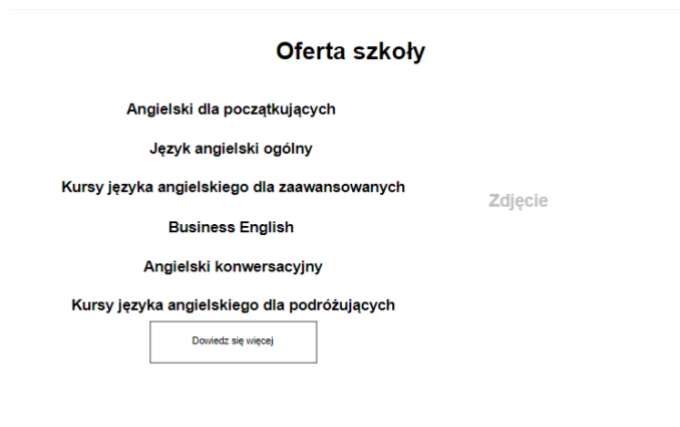 Oferta szkoły
Angielski dla początkujących
Język angielski ogólny
Kursy języka angielskiego dla zaawansowanych
Zdjęcie
Business English
Angielski konwersacyjny
Kursy języka angielskiego dla podróżujących
Dowiedz się więcej